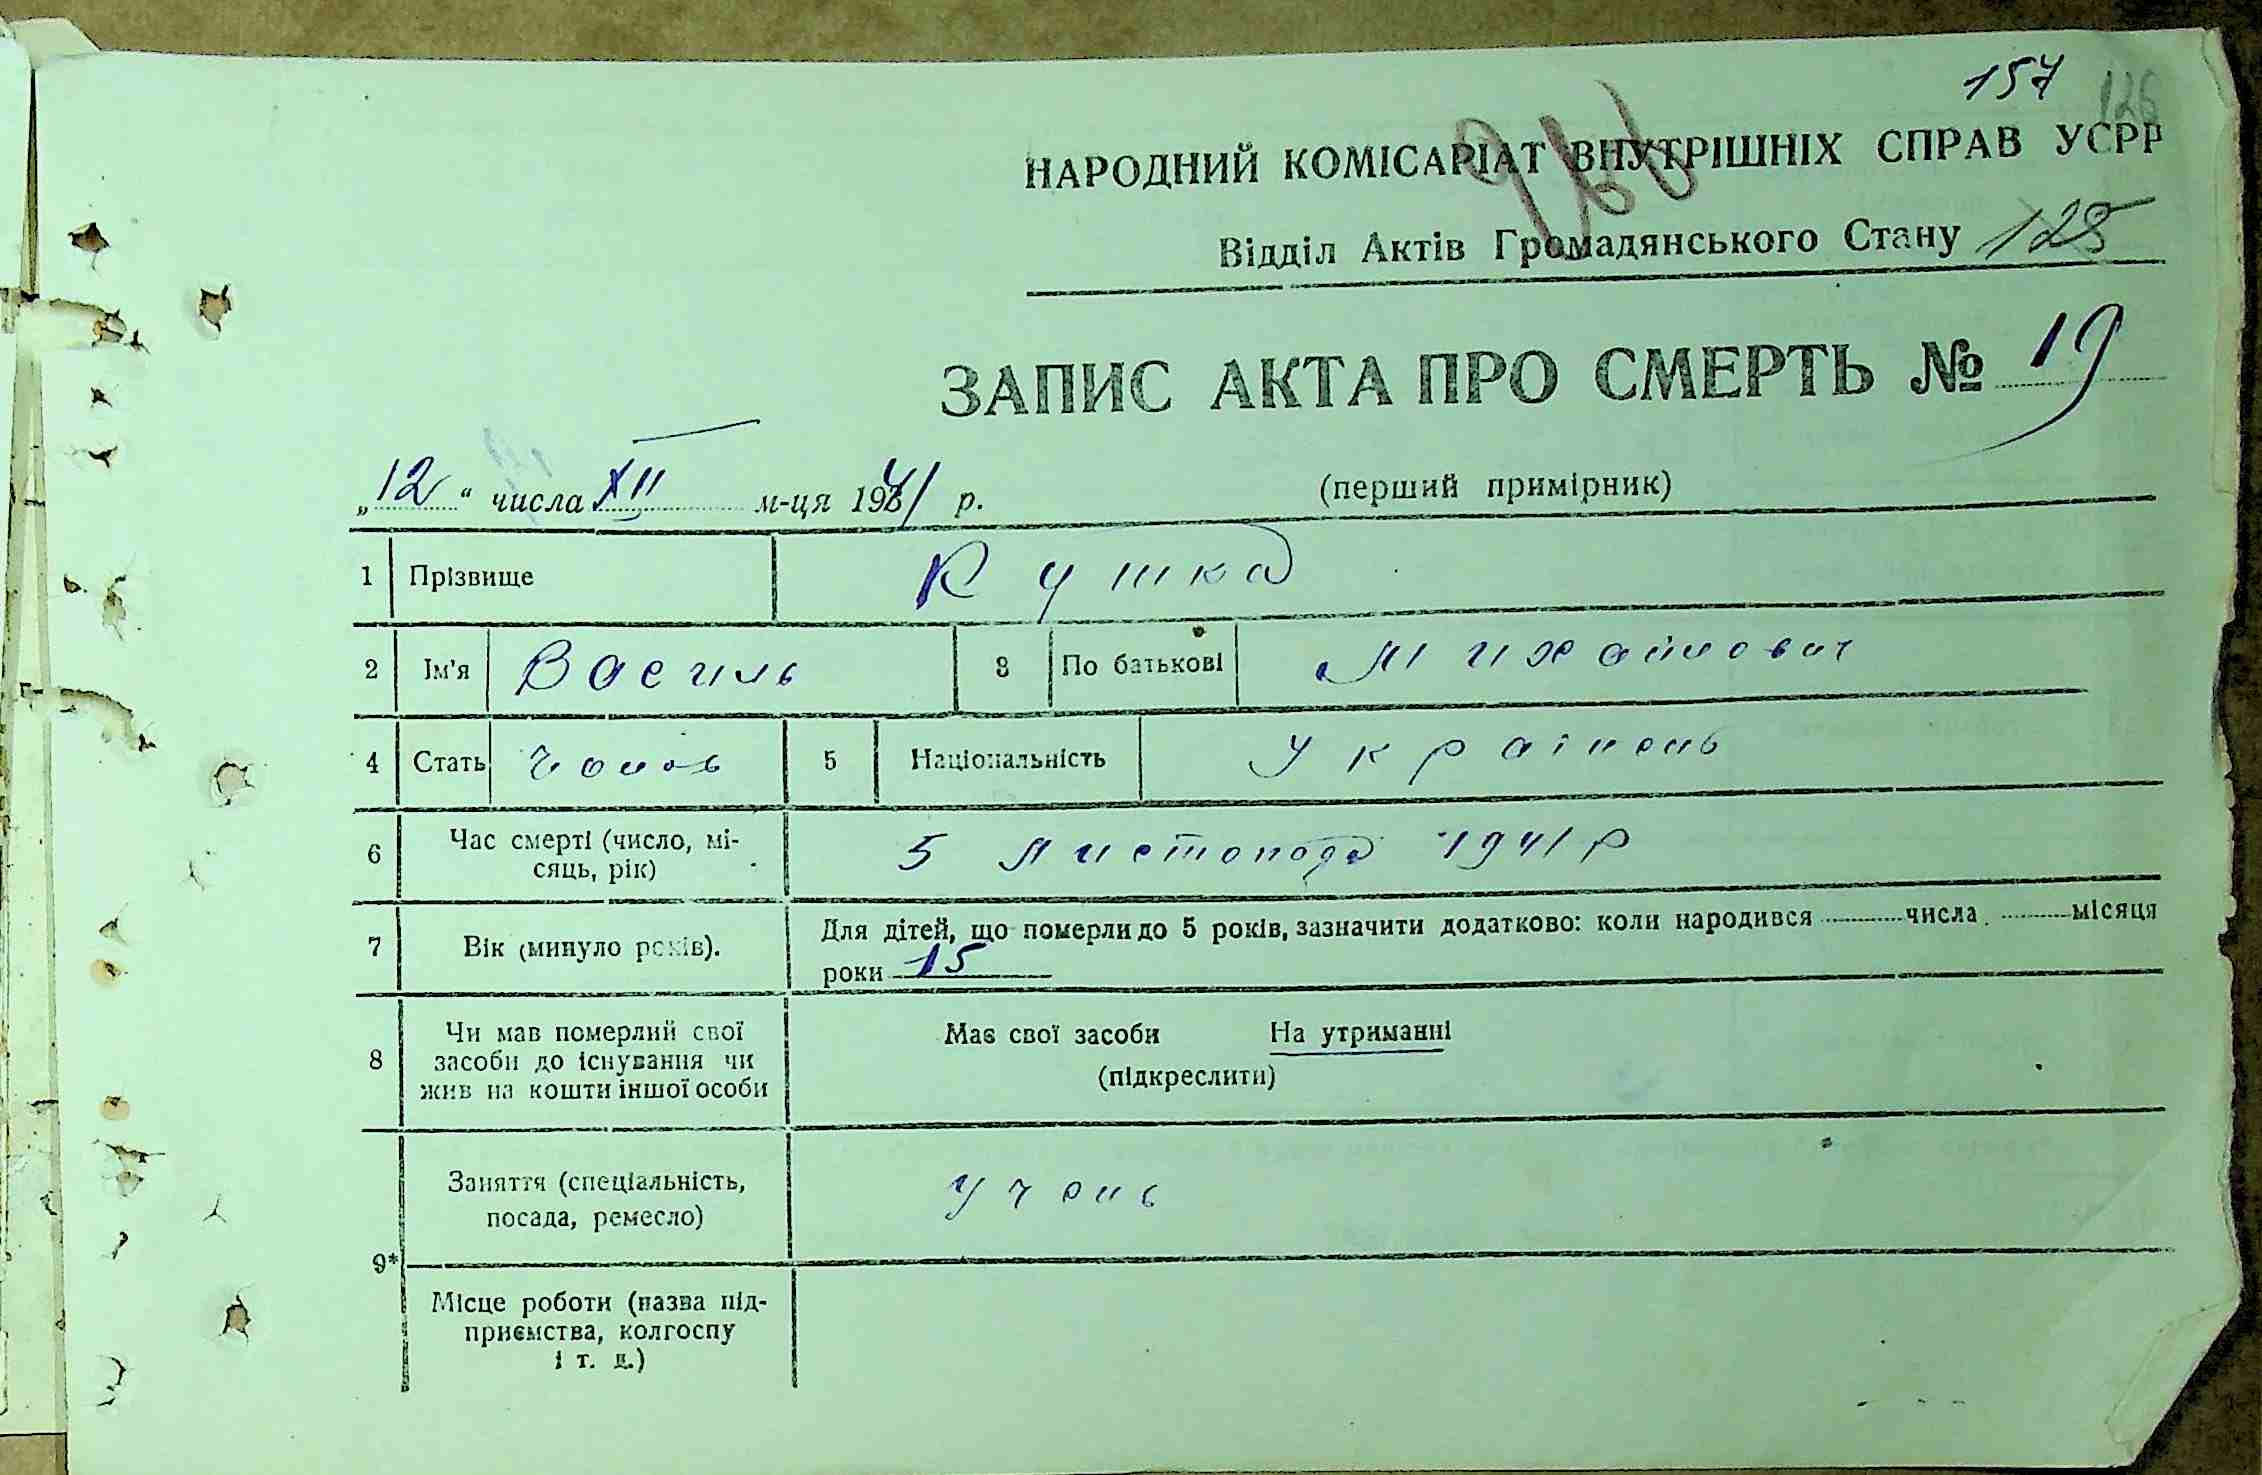 157 126
НАРОДНИЙ КОМІСАРІАТ ВНУТРІШНІХ СПРАВ УСРР
Відділ Актів Громадянського Стану 125
ЗАПИС АКТА ПРО СМЕРТЬ № 19
„12“ числа XII м-ця 1941 р. (перший примірник)
1 Прізвище Кушка
2 Ім'я Василь 3 По батькові Михайлович
4 Стать чолов 5 Національність Українець
6 Час смерті (число, мі-
сяць, рік) 5 Листопада 1941 р
7 Вік (минуло років). Для дітей, що померли до 5 років, зазначити додатково: коли народився числа місяця
роки 15
8 Чи мав померлий свої
засоби до існування чи
жив на кошти іншої особи
Має свої засоби На утриманні
(підкреслити)
9* Заняття (спеціальність,
посада, ремесло) учень
Місце роботи (назва під-
приємства, колгоспу
і т. д.)